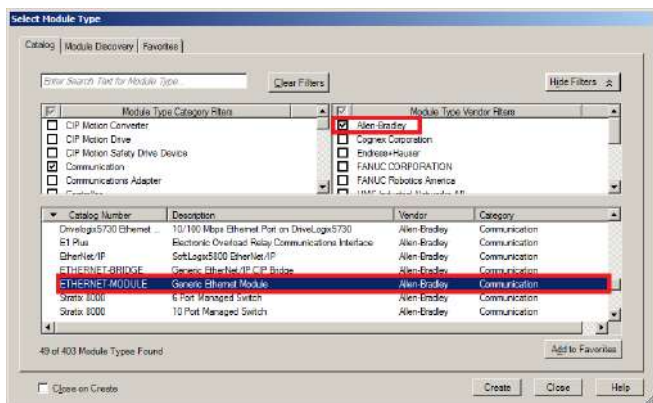 Select Module Type
Catalog Module Discovery Favorites
Enter Search Text for Module Type...
Clear Filters
Hide Filters
Module Type Category Filters
Module Type Vendor Filters
CIP Motion Converter
Allen-Bradley
CIP Motion Drive
Cognex Corporation
CIP Motion Safety Drive Device
Endress+Hauser
Communication
FANUC CORPORATION
Communications Adapter
FANUC Robotics America
Controller
Catalog Number Description Vendor Category
DriveLogix5730 Ethernet ... 10/100 Mbps Ethernet Port on DriveLogix5730 Allen-Bradley Communication
E1 Plus Electronic Overload Relay Communications Interface Allen-Bradley Communication
EtherNet/IP SoftLogix5800 EtherNet/IP Allen-Bradley Communication
ETHERNET-BRIDGE Generic EtherNet/IP CIP Bridge Allen-Bradley Communication
ETHERNET-MODULE Generic Ethernet Module Allen-Bradley Communication
Stratix 8000 6 Port Managed Switch Allen-Bradley Communication
Stratix 8000 10 Port Managed Switch Allen-Bradley Communication
49 of 403 Module Types Found
Add to Favorites
Close on Create
Create
Close
Help